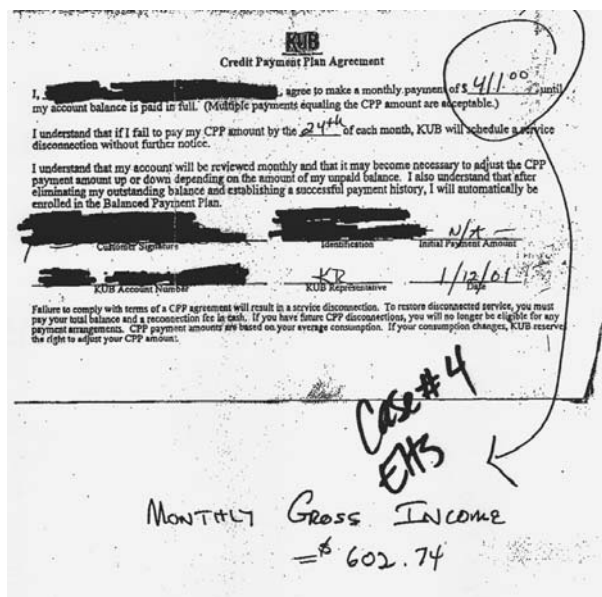 KUB
Credit Payment Plan Agreement
I, , agree to make a monthly payment of $ 411.00 until
my account balance is paid in full. (Multiple payments equaling the CPP amount are acceptable.)
I understand that if I fail to pay my CPP amount by the 24th of each month, KUB will schedule a service
disconnection without further notice.
I understand that my account will be reviewed monthly and that it may become necessary to adjust the CPP
payment amount up or down depending on the amount of my unpaid balance. I also understand that after
eliminating my outstanding balance and establishing a successful payment history, I will automatically be
enrolled in the Balanced Payment Plan.
N/A
Customer Signature Identification Initial Payment Amount
KR 1/12/01
KUB Account Number KUB Representative Date
Failure to comply with terms of a CPP agreement will result in a service disconnection. To restore disconnected service, you must
pay your total balance and a reconnection fee in cash. If you have future CPP disconnections, you will no longer be eligible for any
payment arrangements. CPP payment amounts are based on your average consumption. If your consumption changes, KUB reserve
the right to adjust your CPP amount.
Case # 4
EHS
MONTHLY GROSS INCOME
= $ 602.74